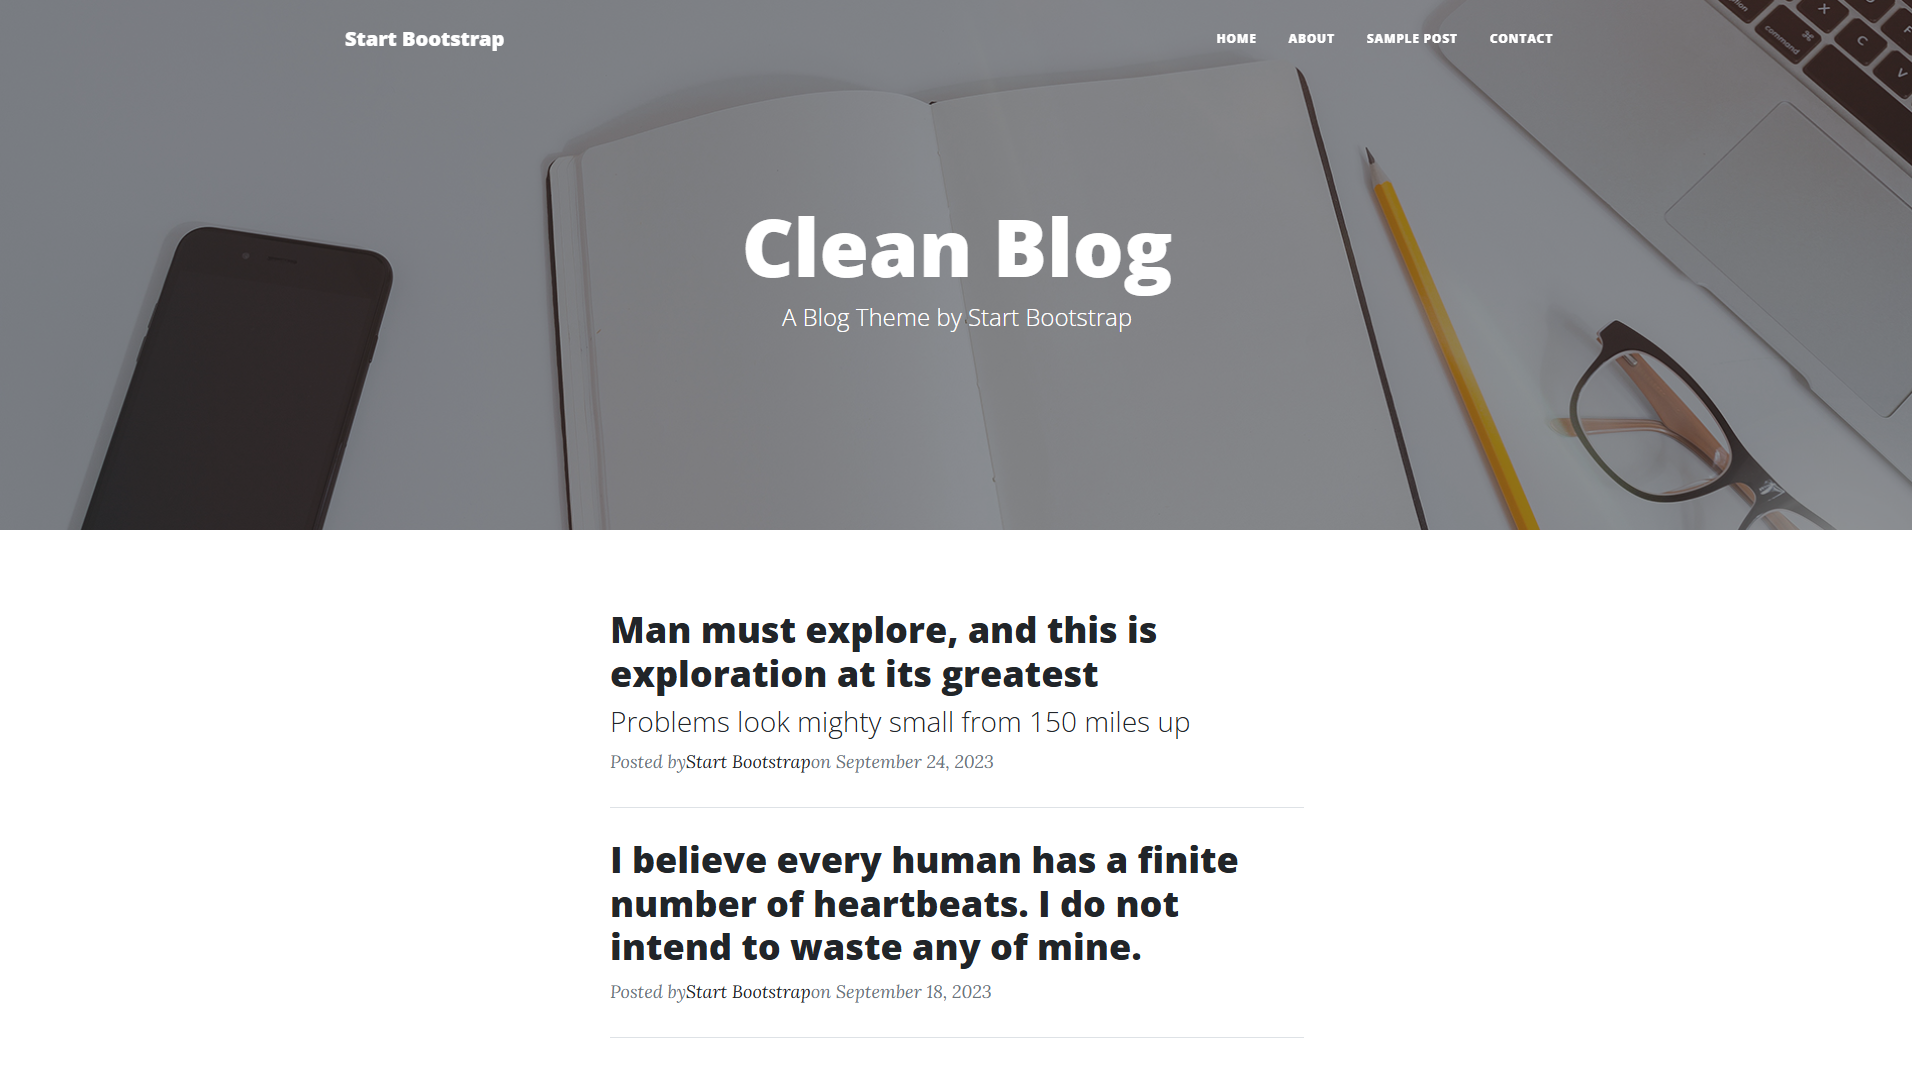 Start Bootstrap
HOME ABOUT SAMPLE POST CONTACT
option
command ⌘
X
C
V
F
Clean Blog
A Blog Theme by Start Bootstrap
Man must explore, and this is
exploration at its greatest
Problems look mighty small from 150 miles up
Posted byStart Bootstrapon September 24, 2023
I believe every human has a finite
number of heartbeats. I do not
intend to waste any of mine.
Posted byStart Bootstrapon September 18, 2023